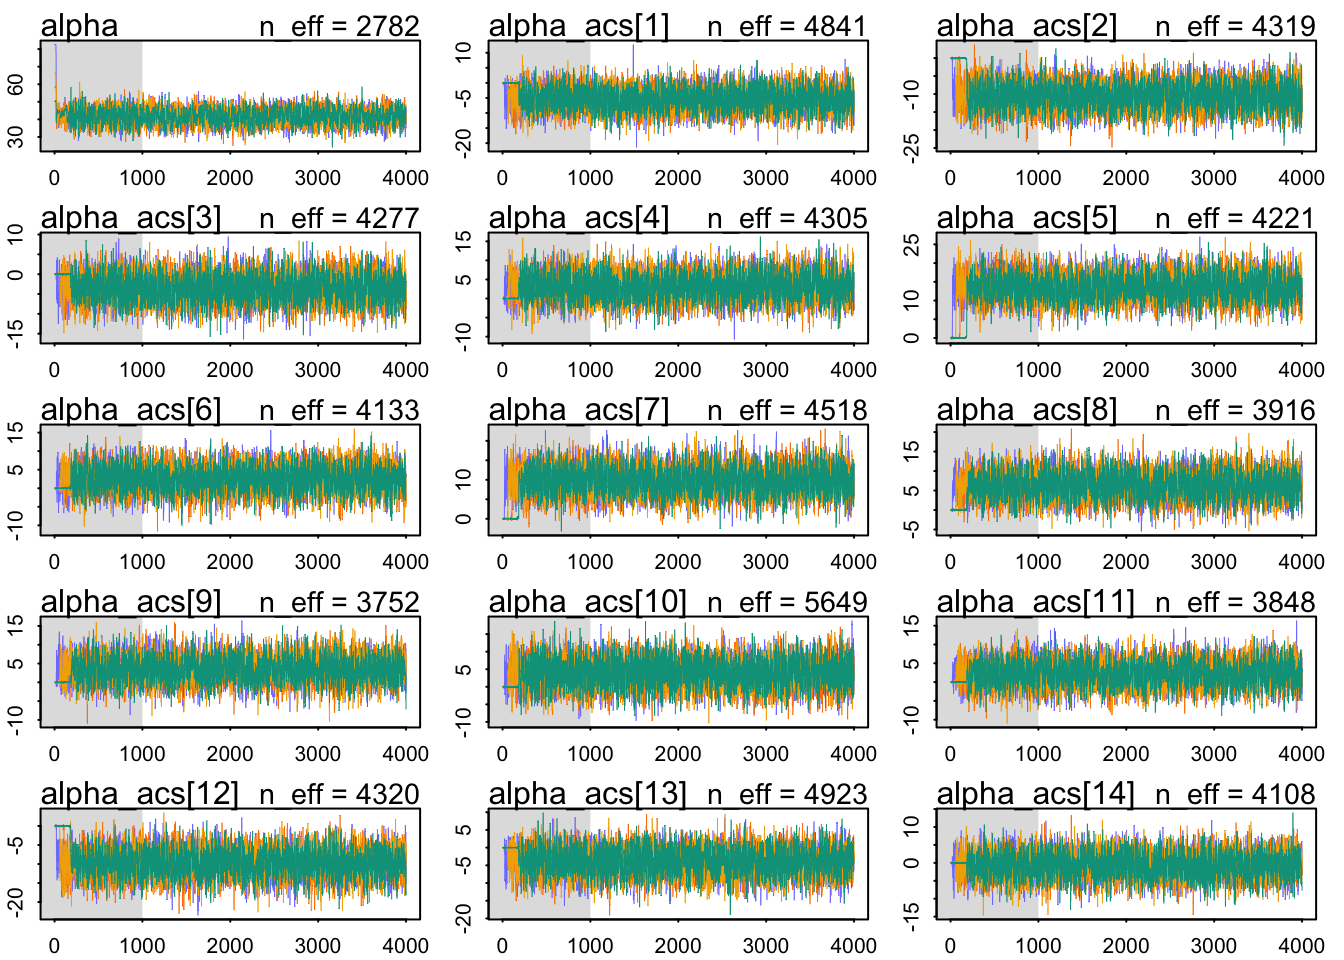 alpha n_eff = 2782
60
30
0 1000 2000 3000 4000
alpha_acs[1] n_eff = 4841
10
-5
-20
0 1000 2000 3000 4000
alpha_acs[2] n_eff = 4319
-10
-25
0 1000 2000 3000 4000
alpha_acs[3] n_eff = 4277
10
0
-15
0 1000 2000 3000 4000
alpha_acs[4] n_eff = 4305
15
5
-10
0 1000 2000 3000 4000
alpha_acs[5] n_eff = 4221
25
10
0
0 1000 2000 3000 4000
alpha_acs[6] n_eff = 4133
15
5
-10
0 1000 2000 3000 4000
alpha_acs[7] n_eff = 4518
10
0
0 1000 2000 3000 4000
alpha_acs[8] n_eff = 3916
15
5
-5
0 1000 2000 3000 4000
alpha_acs[9] n_eff = 3752
15
5
-10
0 1000 2000 3000 4000
alpha_acs[10] n_eff = 5649
5
-10
0 1000 2000 3000 4000
alpha_acs[11] n_eff = 3848
15
5
-10
0 1000 2000 3000 4000
alpha_acs[12] n_eff = 4320
-5
-20
0 1000 2000 3000 4000
alpha_acs[13] n_eff = 4923
5
-5
-20
0 1000 2000 3000 4000
alpha_acs[14] n_eff = 4108
10
0
-15
0 1000 2000 3000 4000